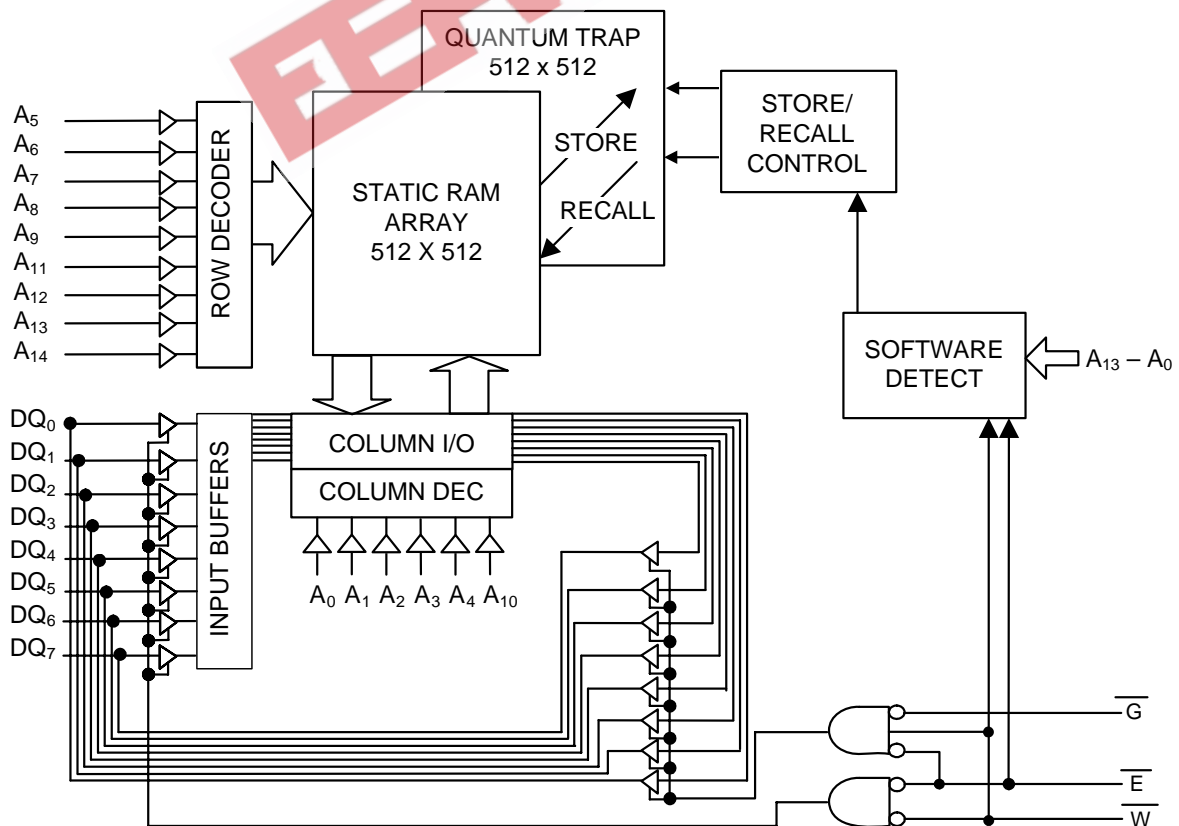 QUANTUM TRAP
512 x 512
STORE
RECALL
STORE/
RECALL
CONTROL
A5
A6
A7
A8
A9
A11
A12
A13
A14
ROW DECODER
STATIC RAM
ARRAY
512 X 512
SOFTWARE
DETECT
A13 – A0
DQ0
DQ1
DQ2
DQ3
DQ4
DQ5
DQ6
DQ7
INPUT BUFFERS
COLUMN I/O
COLUMN DEC
A0 A1 A2 A3 A4 A10
G
E
W